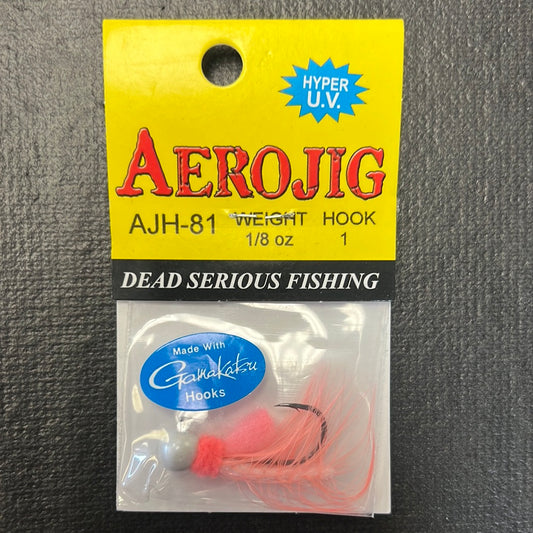 HYPER
U.V.
AEROJIG
AJH-81 WEIGHT HOOK
1/8 oz 1
DEAD SERIOUS FISHING
Made With
Gamakatsu
Hooks